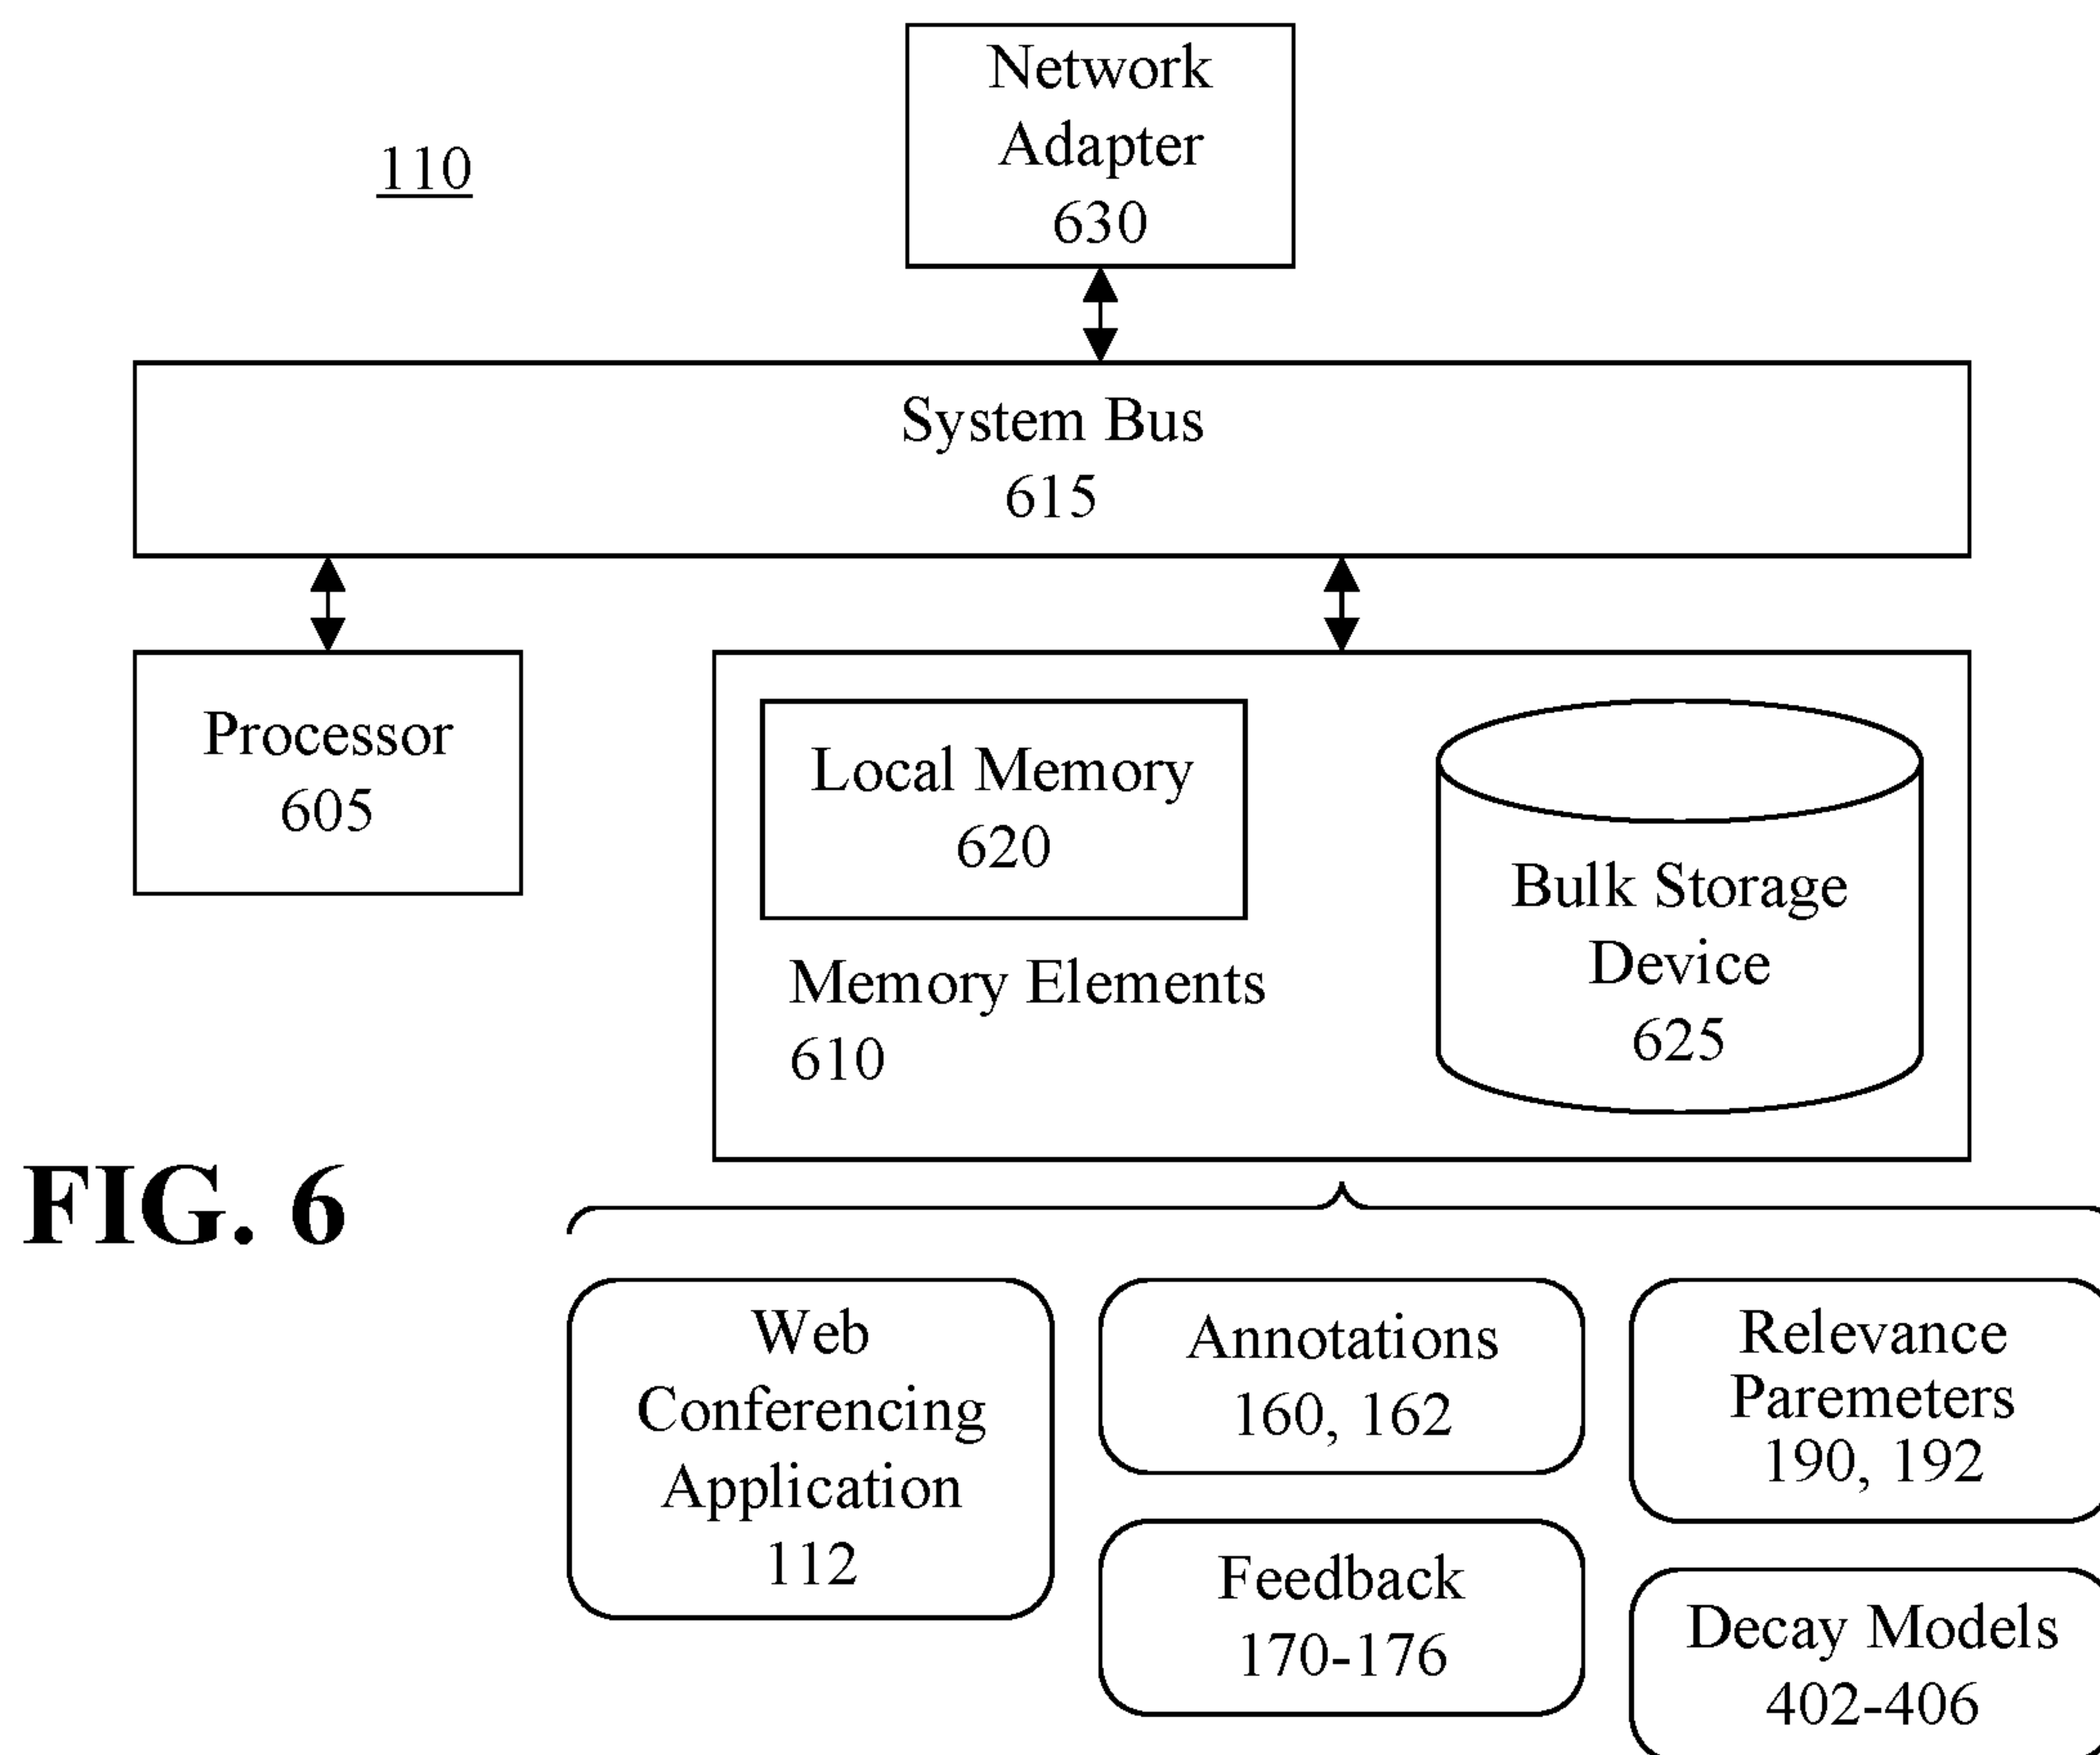 Network
Adapter
630
110
System Bus
615
Processor
605
Local Memory
620
Memory Elements
610
Bulk Storage
Device
625
FIG. 6
Web
Conferencing
Application
112
Annotations
160, 162
Feedback
170-176
Relevance
Paremeters
190, 192
Decay Models
402-406